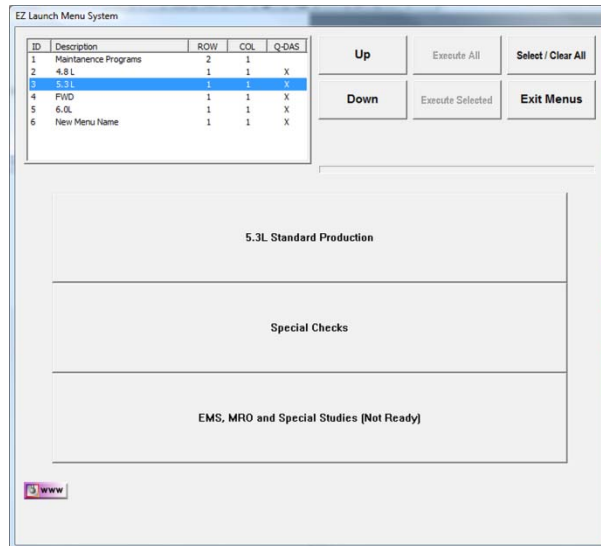 EZ Launch Menu System
ID Description ROW COL Q-DAS
1 Maintanence Programs 2 1
2 4.8 L 1 1 X
3 5.3 L 1 1 X
4 FWD 1 1 X
5 6.0L 1 1 X
6 New Menu Name 1 1 X
Up Execute All Select / Clear All
Down Execute Selected Exit Menus
5.3L Standard Production
Special Checks
EMS, MRO and Special Studies (Not Ready)
www